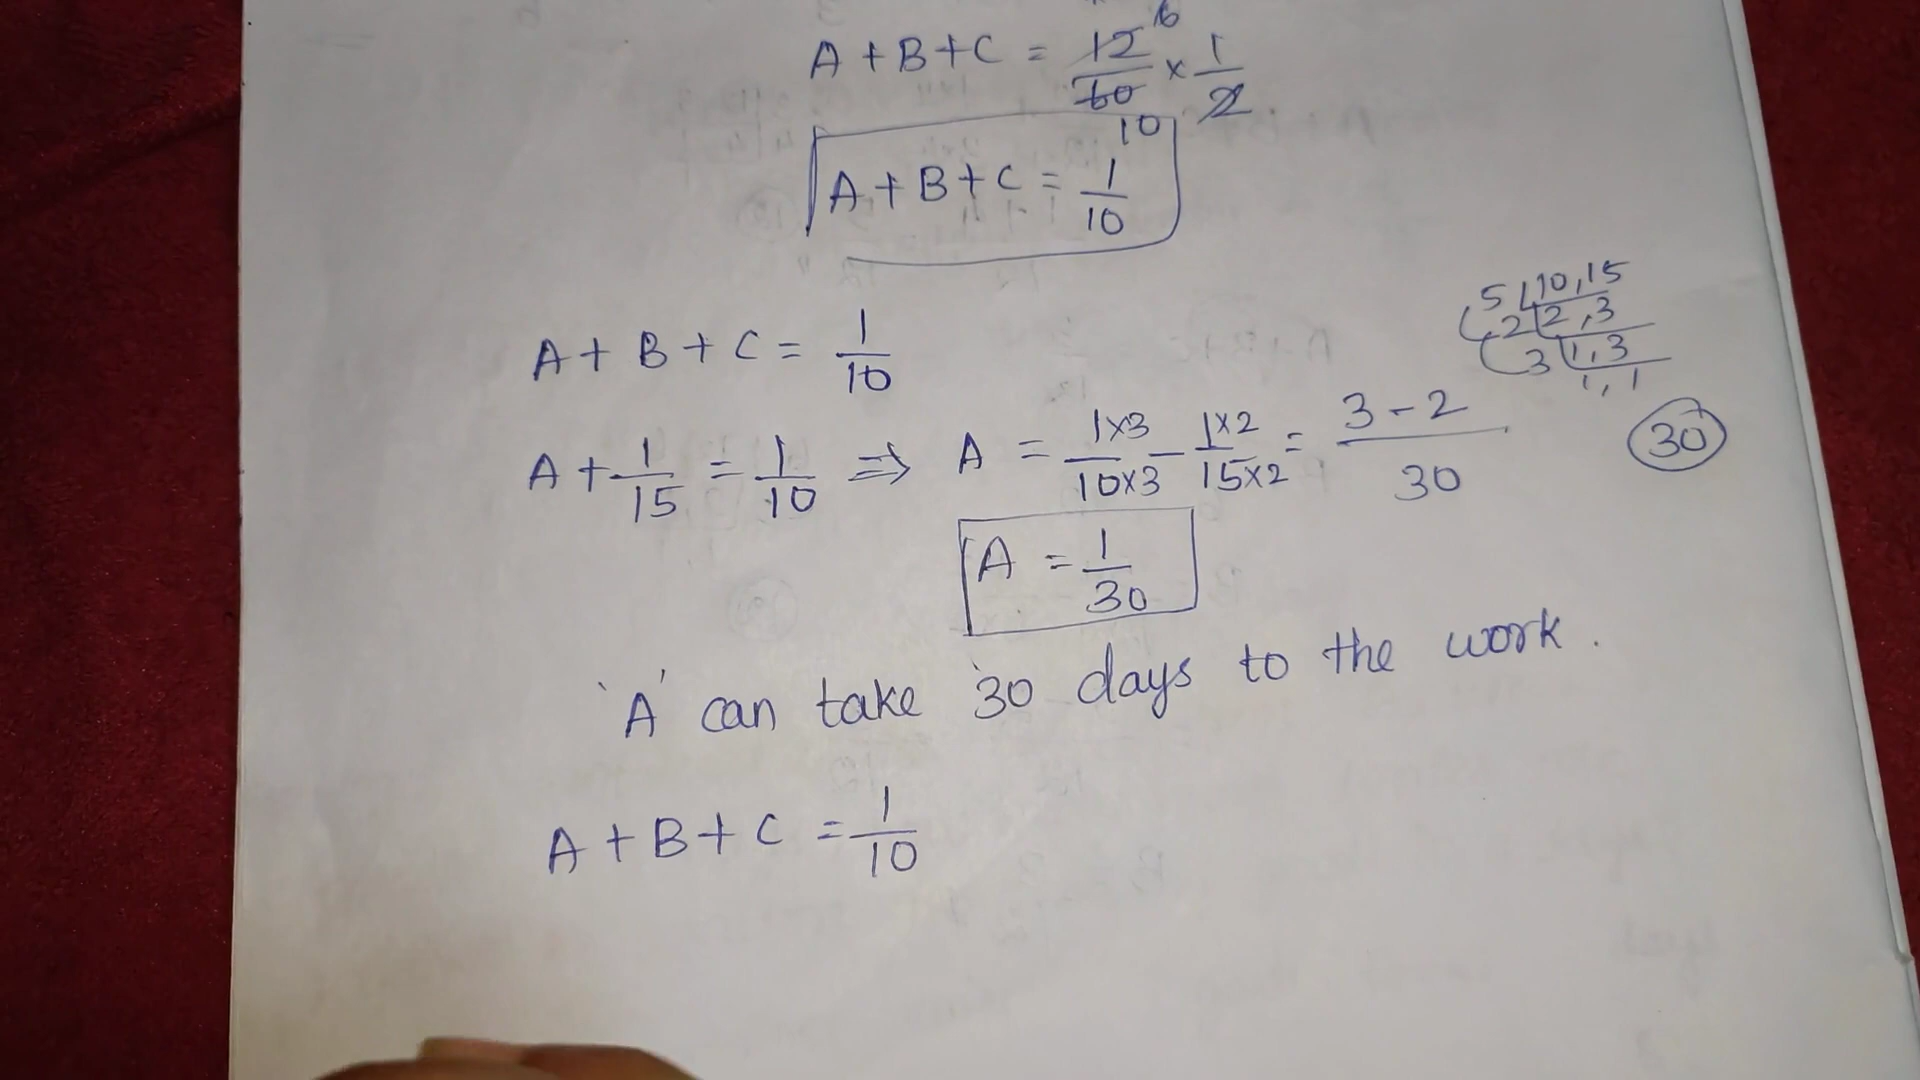 A + B + C = 12/60 × 1/2
6
10
A + B + C = 1/10
A + B + C = 1/10
5 | 10, 15
2 | 2, 3
3 | 1, 3
1, 1
30
A + 1/15 = 1/10 ⇒ A = 1×3/10×3 − 1×2/15×2 = 3 − 2/30
A = 1/30
'A' can take 30 days to the work.
A + B + C = 1/10